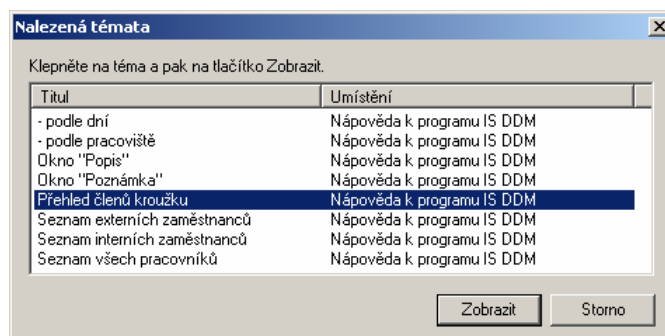 Nalezená témata
Klepněte na téma a pak na tlačítko Zobrazit.
Titul Umístění
- podle dní Nápověda k programu IS DDM
- podle pracoviště Nápověda k programu IS DDM
Okno "Popis" Nápověda k programu IS DDM
Okno "Poznámka" Nápověda k programu IS DDM
Přehled členů kroužku Nápověda k programu IS DDM
Seznam externích zaměstnanců Nápověda k programu IS DDM
Seznam interních zaměstnanců Nápověda k programu IS DDM
Seznam všech pracovníků Nápověda k programu IS DDM
Zobrazit Storno